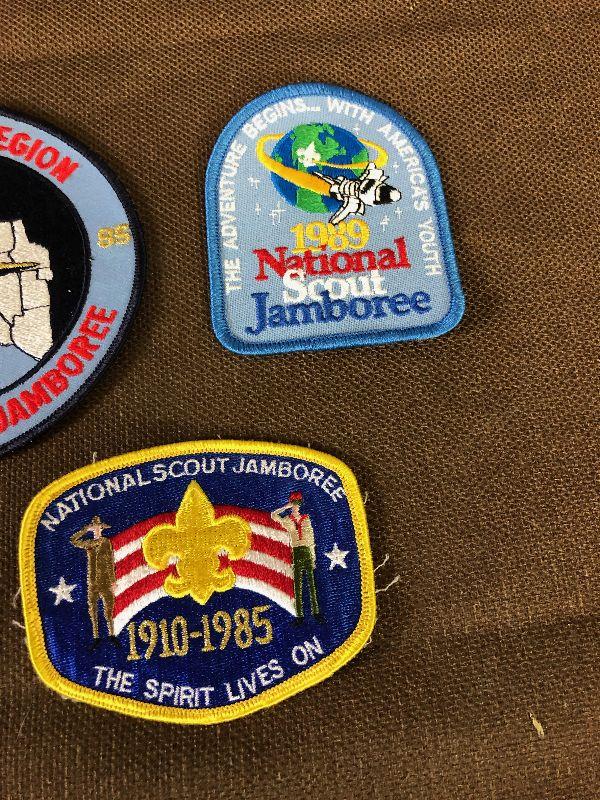 REGION
85
JAMBOREE
THE ADVENTURE BEGINS... WITH AMERICA'S YOUTH
1989
National
Scout
Jamboree
NATIONAL SCOUT JAMBOREE
1910-1985
THE SPIRIT LIVES ON